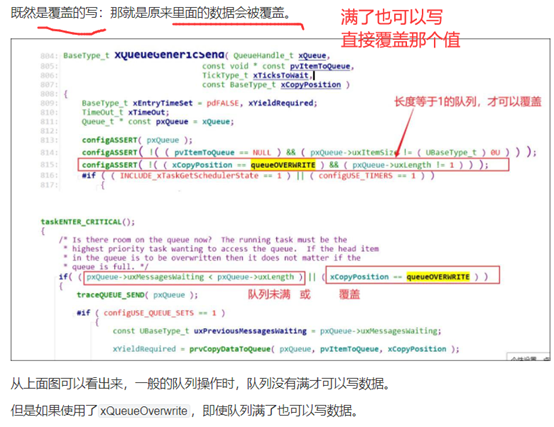 既然是覆盖的写：那就是原来里面的数据会被覆盖。
满了也可以写
直接覆盖那个值
804: BaseType_t xQueueGenericSend( QueueHandle_t xQueue,
805: const void * const pvItemToQueue,
806: TickType_t xTicksToWait,
807: const BaseType_t xCopyPosition )
808: {
809: BaseType_t xEntryTimeSet = pdFALSE, xYieldRequired;
810: TimeOut_t xTimeOut;
811: Queue_t * const pxQueue = xQueue;
812:
长度等于1的队列，才可以覆盖
813: configASSERT( pxQueue );
814: configASSERT( !( ( pvItemToQueue == NULL ) && ( pxQueue->uxItemSize != ( UBaseType_t ) 0U ) ) );
815: configASSERT( !( ( xCopyPosition == queueOVERWRITE ) && ( pxQueue->uxLength != 1 ) ) );
816: #if ( ( INCLUDE_xTaskGetSchedulerState == 1 ) || ( configUSE_TIMERS == 1 ) )
817: {
taskENTER_CRITICAL();
{
/* Is there room on the queue now? The running task must be the
* highest priority task wanting to access the queue. If the head item
* in the queue is to be overwritten then it does not matter if the
* queue is full. */
if( ( pxQueue->uxMessagesWaiting < pxQueue->uxLength ) || ( xCopyPosition == queueOVERWRITE ) )
{
队列未满 或 覆盖
traceQUEUE_SEND( pxQueue );
#if ( configUSE_QUEUE_SETS == 1 )
{
const UBaseType_t uxPreviousMessagesWaiting = pxQueue->uxMessagesWaiting;
xYieldRequired = prvCopyDataToQueue( pxQueue, pvItemToQueue, xCopyPosition );
从上面图可以看出来，一般的队列操作时，队列没有满才可以写数据。
但是如果使用了 xQueueOverwrite，即使队列满了也可以写数据。